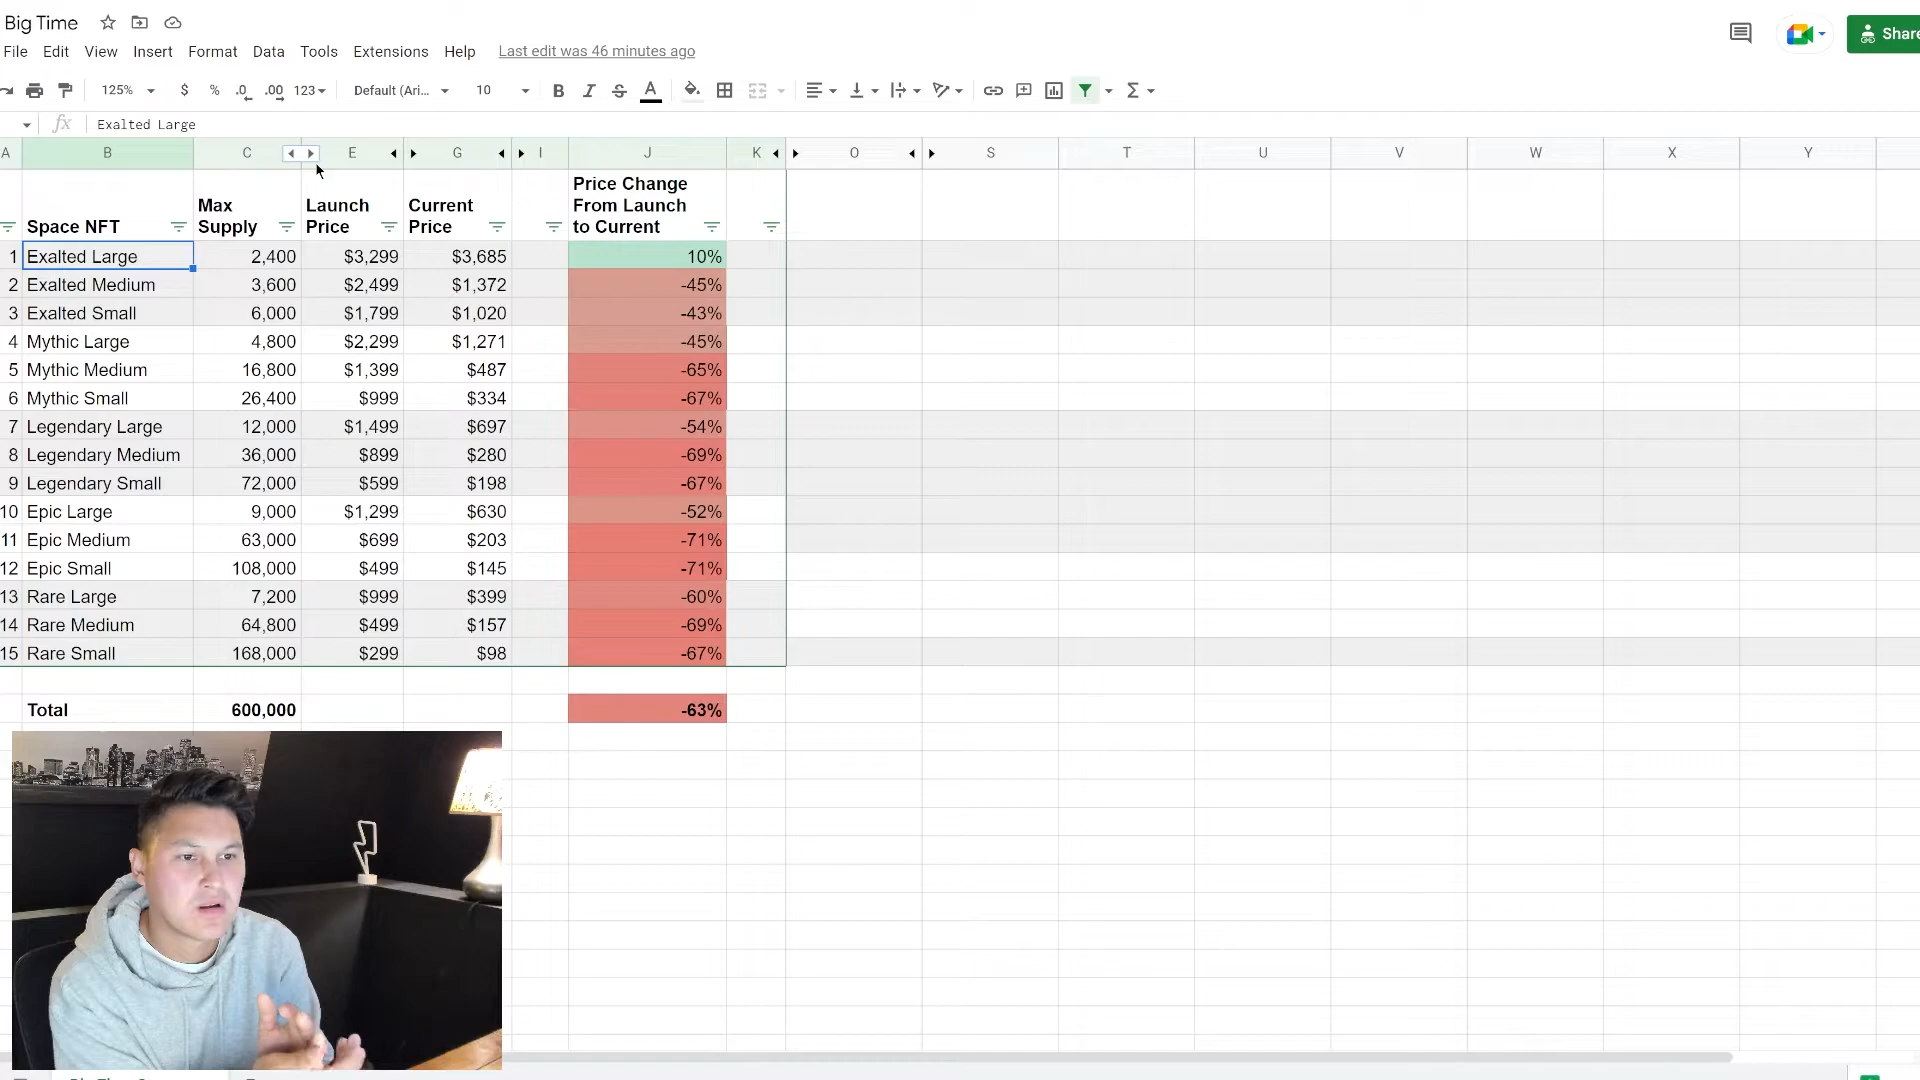 Big Time
File Edit View Insert Format Data Tools Extensions Help Last edit was 46 minutes ago
Share
125% $ % .0 .00 123 Default (Ari... 10 B I S A Σ
fx Exalted Large
A B C E G I J K O S T U V W X Y
Space NFT Max Supply Launch Price Current Price Price Change From Launch to Current
1 Exalted Large 2,400 $3,299 $3,685 10%
2 Exalted Medium 3,600 $2,499 $1,372 -45%
3 Exalted Small 6,000 $1,799 $1,020 -43%
4 Mythic Large 4,800 $2,299 $1,271 -45%
5 Mythic Medium 16,800 $1,399 $487 -65%
6 Mythic Small 26,400 $999 $334 -67%
7 Legendary Large 12,000 $1,499 $697 -54%
8 Legendary Medium 36,000 $899 $280 -69%
9 Legendary Small 72,000 $599 $198 -67%
10 Epic Large 9,000 $1,299 $630 -52%
11 Epic Medium 63,000 $699 $203 -71%
12 Epic Small 108,000 $499 $145 -71%
13 Rare Large 7,200 $999 $399 -60%
14 Rare Medium 64,800 $499 $157 -69%
15 Rare Small 168,000 $299 $98 -67%
Total 600,000 -63%